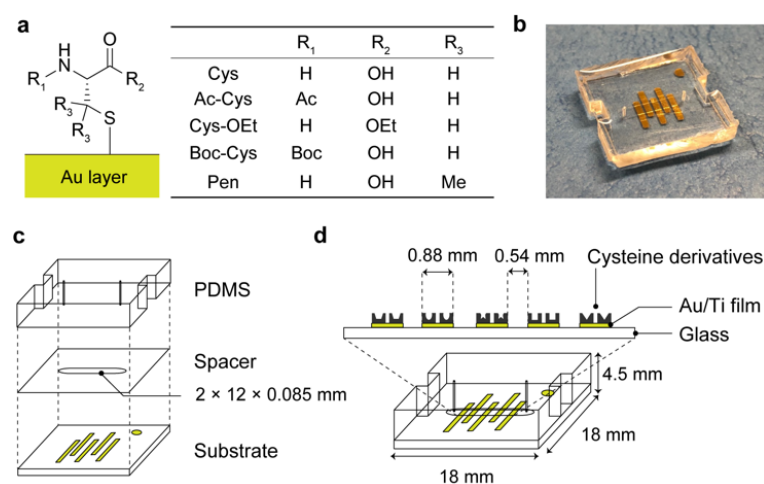 a
H
N
O
R₁
R₂
R₃
R₃
S
Au layer
R₁ R₂ R₃
Cys H OH H
Ac-Cys Ac OH H
Cys-OEt H OEt H
Boc-Cys Boc OH H
Pen H OH Me
b
c
PDMS
Spacer
2 × 12 × 0.085 mm
Substrate
d
0.88 mm 0.54 mm
Cysteine derivatives
Au/Ti film
Glass
4.5 mm
18 mm
18 mm